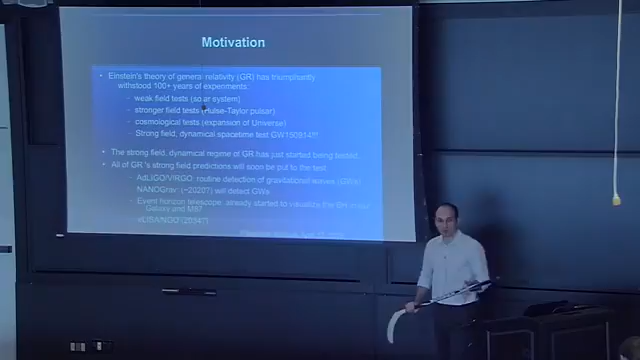 Motivation
• Einstein's theory of general relativity (GR) has triumphantly
withstood 100+ years of experiments:
– weak field tests (solar system)
– stronger field tests (Hulse-Taylor pulsar)
– cosmological tests (expansion of Universe)
– Strong field, dynamical spacetime test GW150914!!!
• The strong field, dynamical regime of GR has just started being tested.
• All of GR's strong field predictions will soon be put to the test
– AdLIGO/VIRGO: routine detection of gravitational waves (GWs)
– NANOGrav: (~2020?) will detect GWs
– Event horizon telescope: already started to visualize the BH in our
Galaxy and M87
– eLISA/NGO: (2034?)